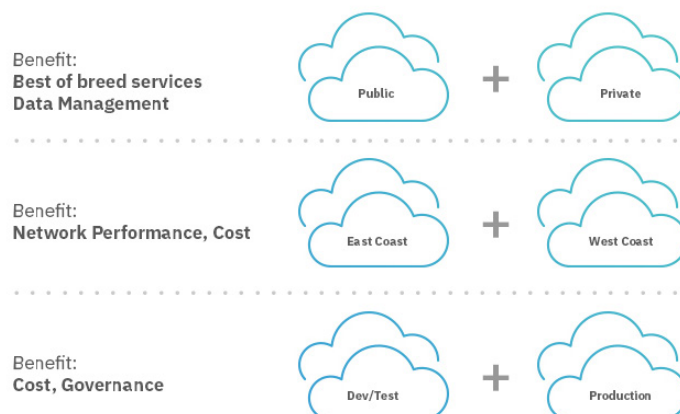 Benefit:
Best of breed services
Data Management
Public
+
Private
Benefit:
Network Performance, Cost
East Coast
+
West Coast
Benefit:
Cost, Governance
Dev/Test
+
Production